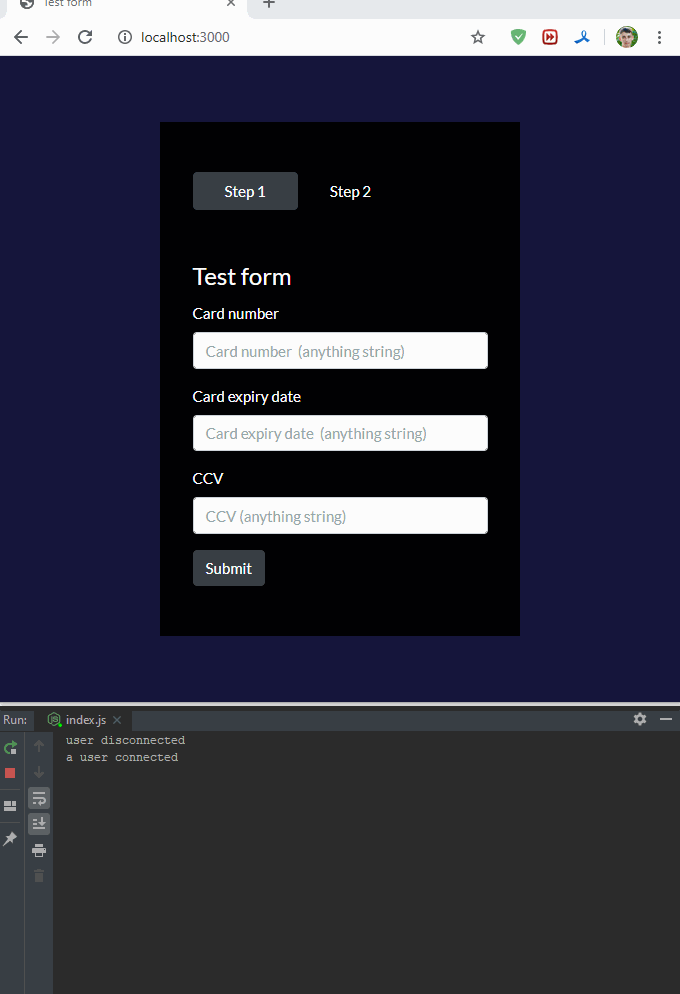 Test form
localhost:3000
Step 1
Step 2
Test form
Card number
Card number (anything string)
Card expiry date
Card expiry date (anything string)
CCV
CCV (anything string)
Submit
Run:
index.js
user disconnected
a user connected